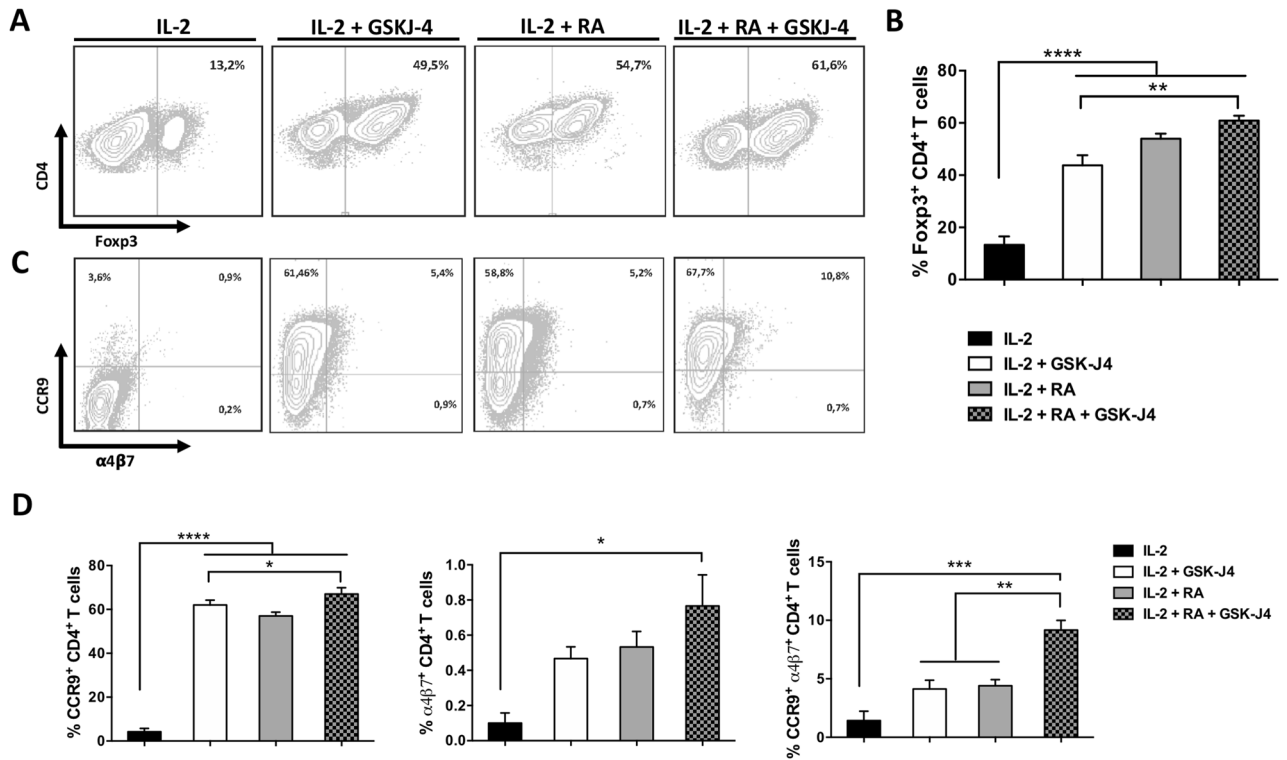 A
IL-2
IL-2 + GSKJ-4
IL-2 + RA
IL-2 + RA + GSKJ-4
13,2%
49,5%
54,7%
61,6%
CD4
Foxp3
B
****
**
% Foxp3+ CD4+ T cells
80
60
40
20
0
IL-2
IL-2 + GSK-J4
IL-2 + RA
IL-2 + RA + GSK-J4
C
3,6%
0,9%
0,2%
61,46%
5,4%
0,9%
58,8%
5,2%
0,7%
67,7%
10,8%
0,7%
CCR9
α4β7
D
****
*
% CCR9+ CD4+ T cells
80
60
40
20
0
*
% α4β7+ CD4+ T cells
1.0
0.8
0.6
0.4
0.2
0.0
***
**
% CCR9+ α4β7+ CD4+ T cells
15
10
5
0
IL-2
IL-2 + GSK-J4
IL-2 + RA
IL-2 + RA + GSK-J4